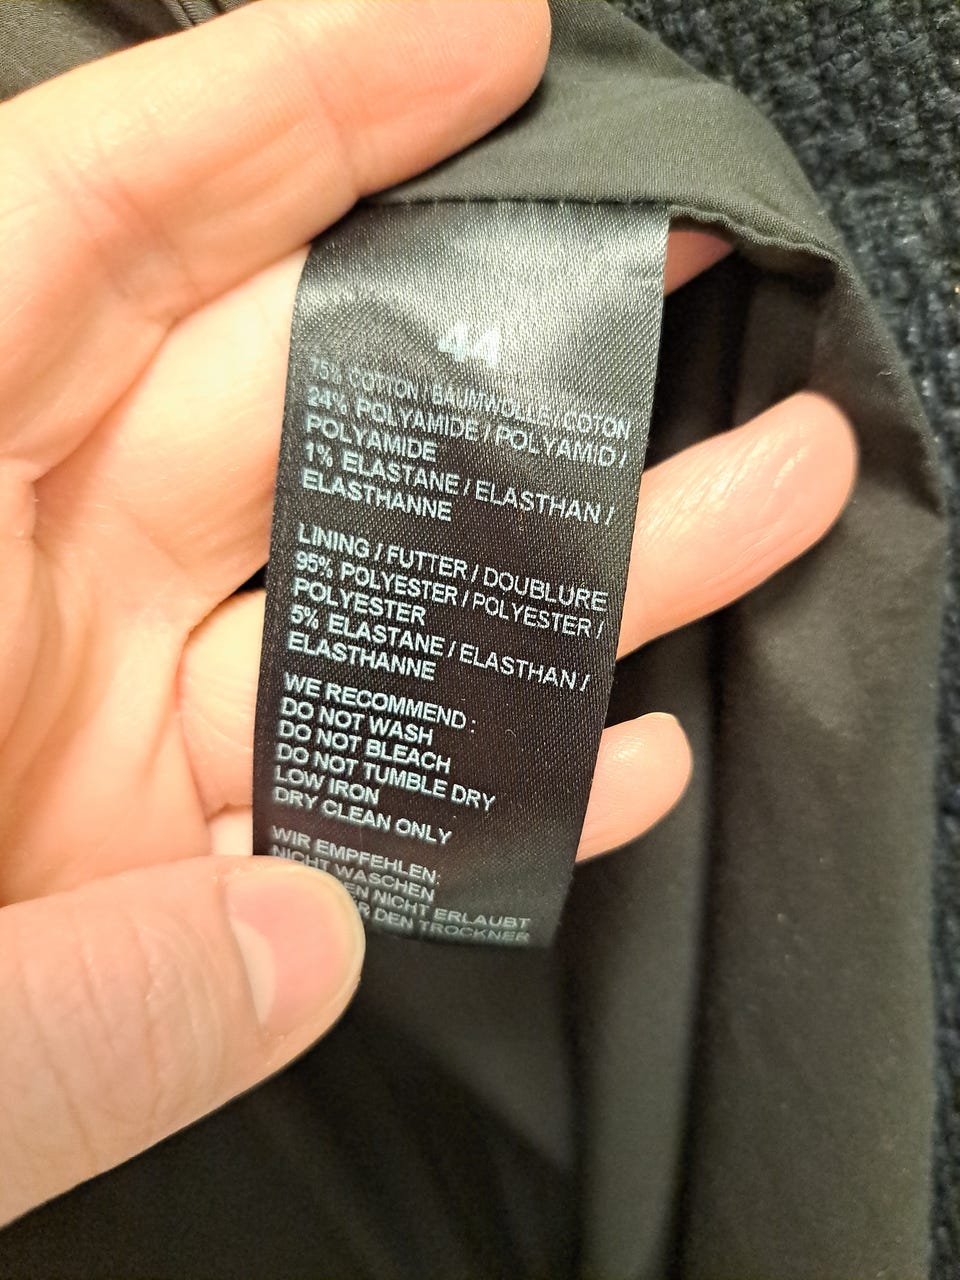 44
75% COTTON / BAUMWOLLE / COTON
24% POLYAMIDE / POLYAMID /
POLYAMIDE
1% ELASTANE / ELASTHAN /
ELASTHANNE
LINING / FUTTER / DOUBLURE
95% POLYESTER / POLYESTER /
POLYESTER
5% ELASTANE / ELASTHAN /
ELASTHANNE
WE RECOMMEND :
DO NOT WASH
DO NOT BLEACH
DO NOT TUMBLE DRY
LOW IRON
DRY CLEAN ONLY
WIR EMPFEHLEN:
NICHT WASCHEN
NICHT ERLAUBT
DEN TROCKNER